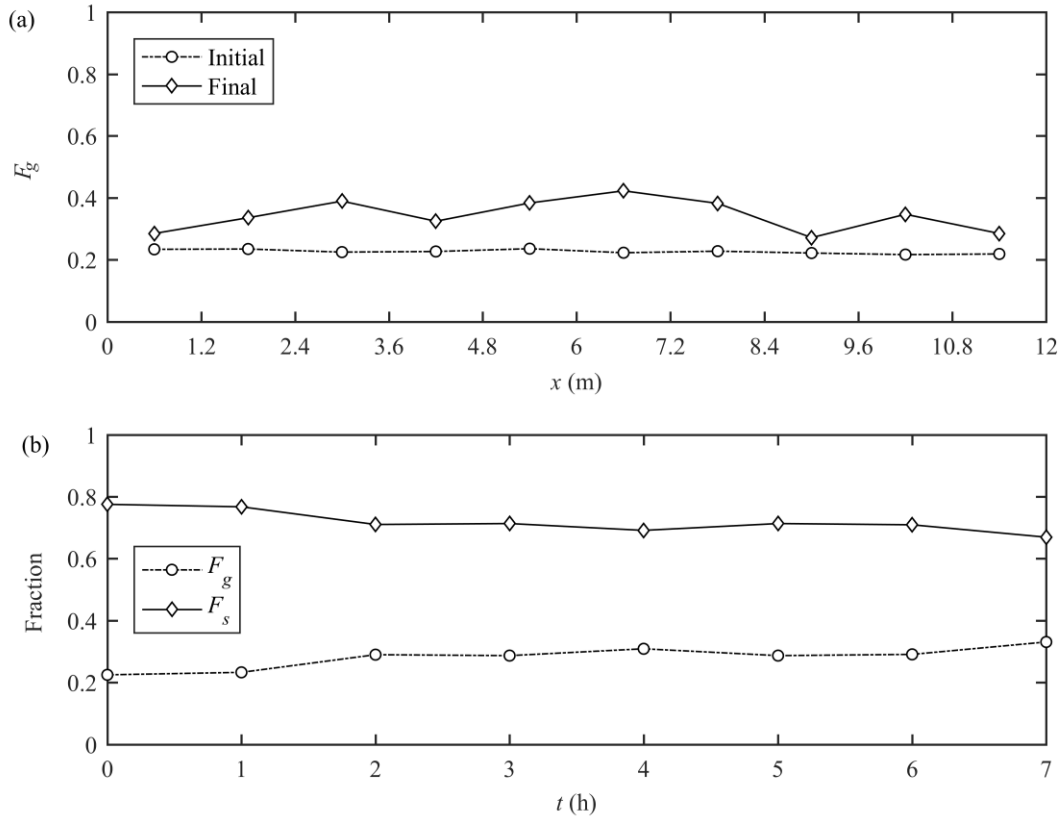 (a)
1
0.8
0.6
0.4
0.2
0
F_g
Initial
Final
0 1.2 2.4 3.6 4.8 6 7.2 8.4 9.6 10.8 12
x (m)
(b)
1
0.8
0.6
0.4
0.2
0
Fraction
F_g
F_s
0 1 2 3 4 5 6 7
t (h)